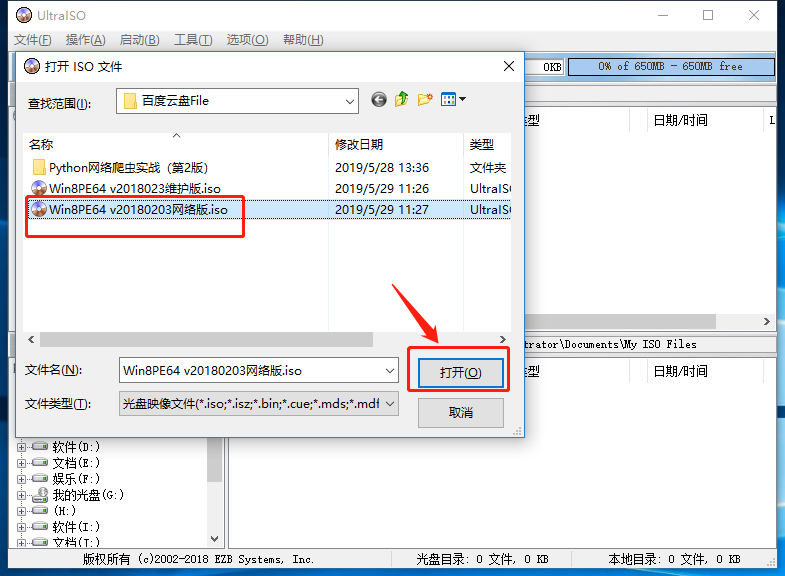 UltraISO
文件(F) 操作(A) 启动(B) 工具(T) 选项(O) 帮助(H)
打开 ISO 文件
0KB 0% of 650MB - 650MB free
查找范围(I): 百度云盘File
型 日期/时间
名称 修改日期 类型
Python网络爬虫实战（第2版） 2019/5/28 13:36 文件夹
Win8PE64 v2018023维护版.iso 2019/5/29 11:26 UltraISO
Win8PE64 v20180203网络版.iso 2019/5/29 11:27 UltraISO
trator\Documents\My ISO Files
文件名(N): Win8PE64 v20180203网络版.iso 打开(O)
型 日期/时间
文件类型(T): 光盘映像文件(*.iso;*.isz;*.bin;*.cue;*.mds;*.mdf
取消
软件(D:)
文档(E:)
娱乐(F:)
我的光盘(G:)
(H:)
软件(I:)
文档(T:)
版权所有 (c)2002-2018 EZB Systems, Inc. 光盘目录: 0 文件, 0 KB 本地目录: 0 文件, 0 KB